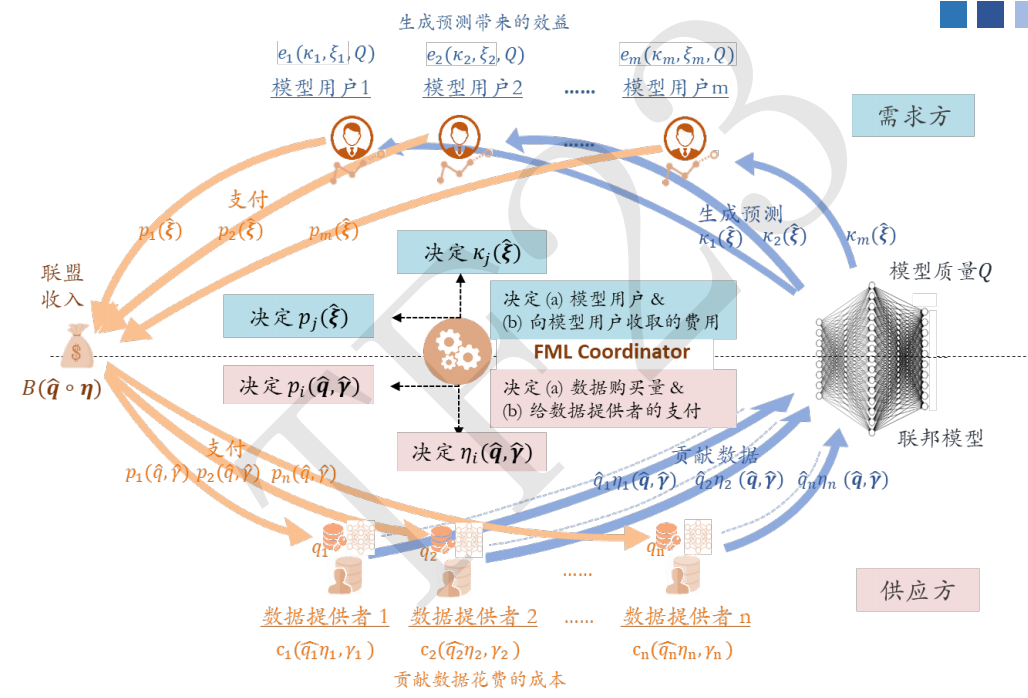 生成预测带来的效益
e₁(κ₁,ξ₁,Q) e₂(κ₂,ξ₂,Q) eₘ(κₘ,ξₘ,Q)
模型用户1 模型用户2 …… 模型用户m
需求方
……
支付
p₁(ξ̂) p₂(ξ̂) pₘ(ξ̂)
生成预测
κ₁(ξ̂) κ₂(ξ̂) κₘ(ξ̂)
决定 κⱼ(ξ̂)
联盟
收入
模型质量Q
决定 pⱼ(ξ̂)
决定 (a) 模型用户 &
(b) 向模型用户收取的费用
FML Coordinator
$
B(q̂∘η)
决定 pᵢ(q̂,γ̂)
决定 (a) 数据购买量 &
(b) 给数据提供者的支付
联邦模型
决定 ηᵢ(q̂,γ̂)
支付
p₁(q̂,γ̂) p₂(q̂,γ̂) pₙ(q̂,γ̂)
贡献数据
q̂₁η₁(q̂,γ̂) q̂₂η₂ (q̂,γ̂) q̂ₙηₙ (q̂,γ̂)
q₁ q₂ qₙ
……
供应方
数据提供者 1 数据提供者 2 …… 数据提供者 n
c₁(q̂₁η₁,γ₁) c₂(q̂₂η₂,γ₂) cₙ(q̂ₙηₙ,γₙ)
贡献数据花费的成本
TF23